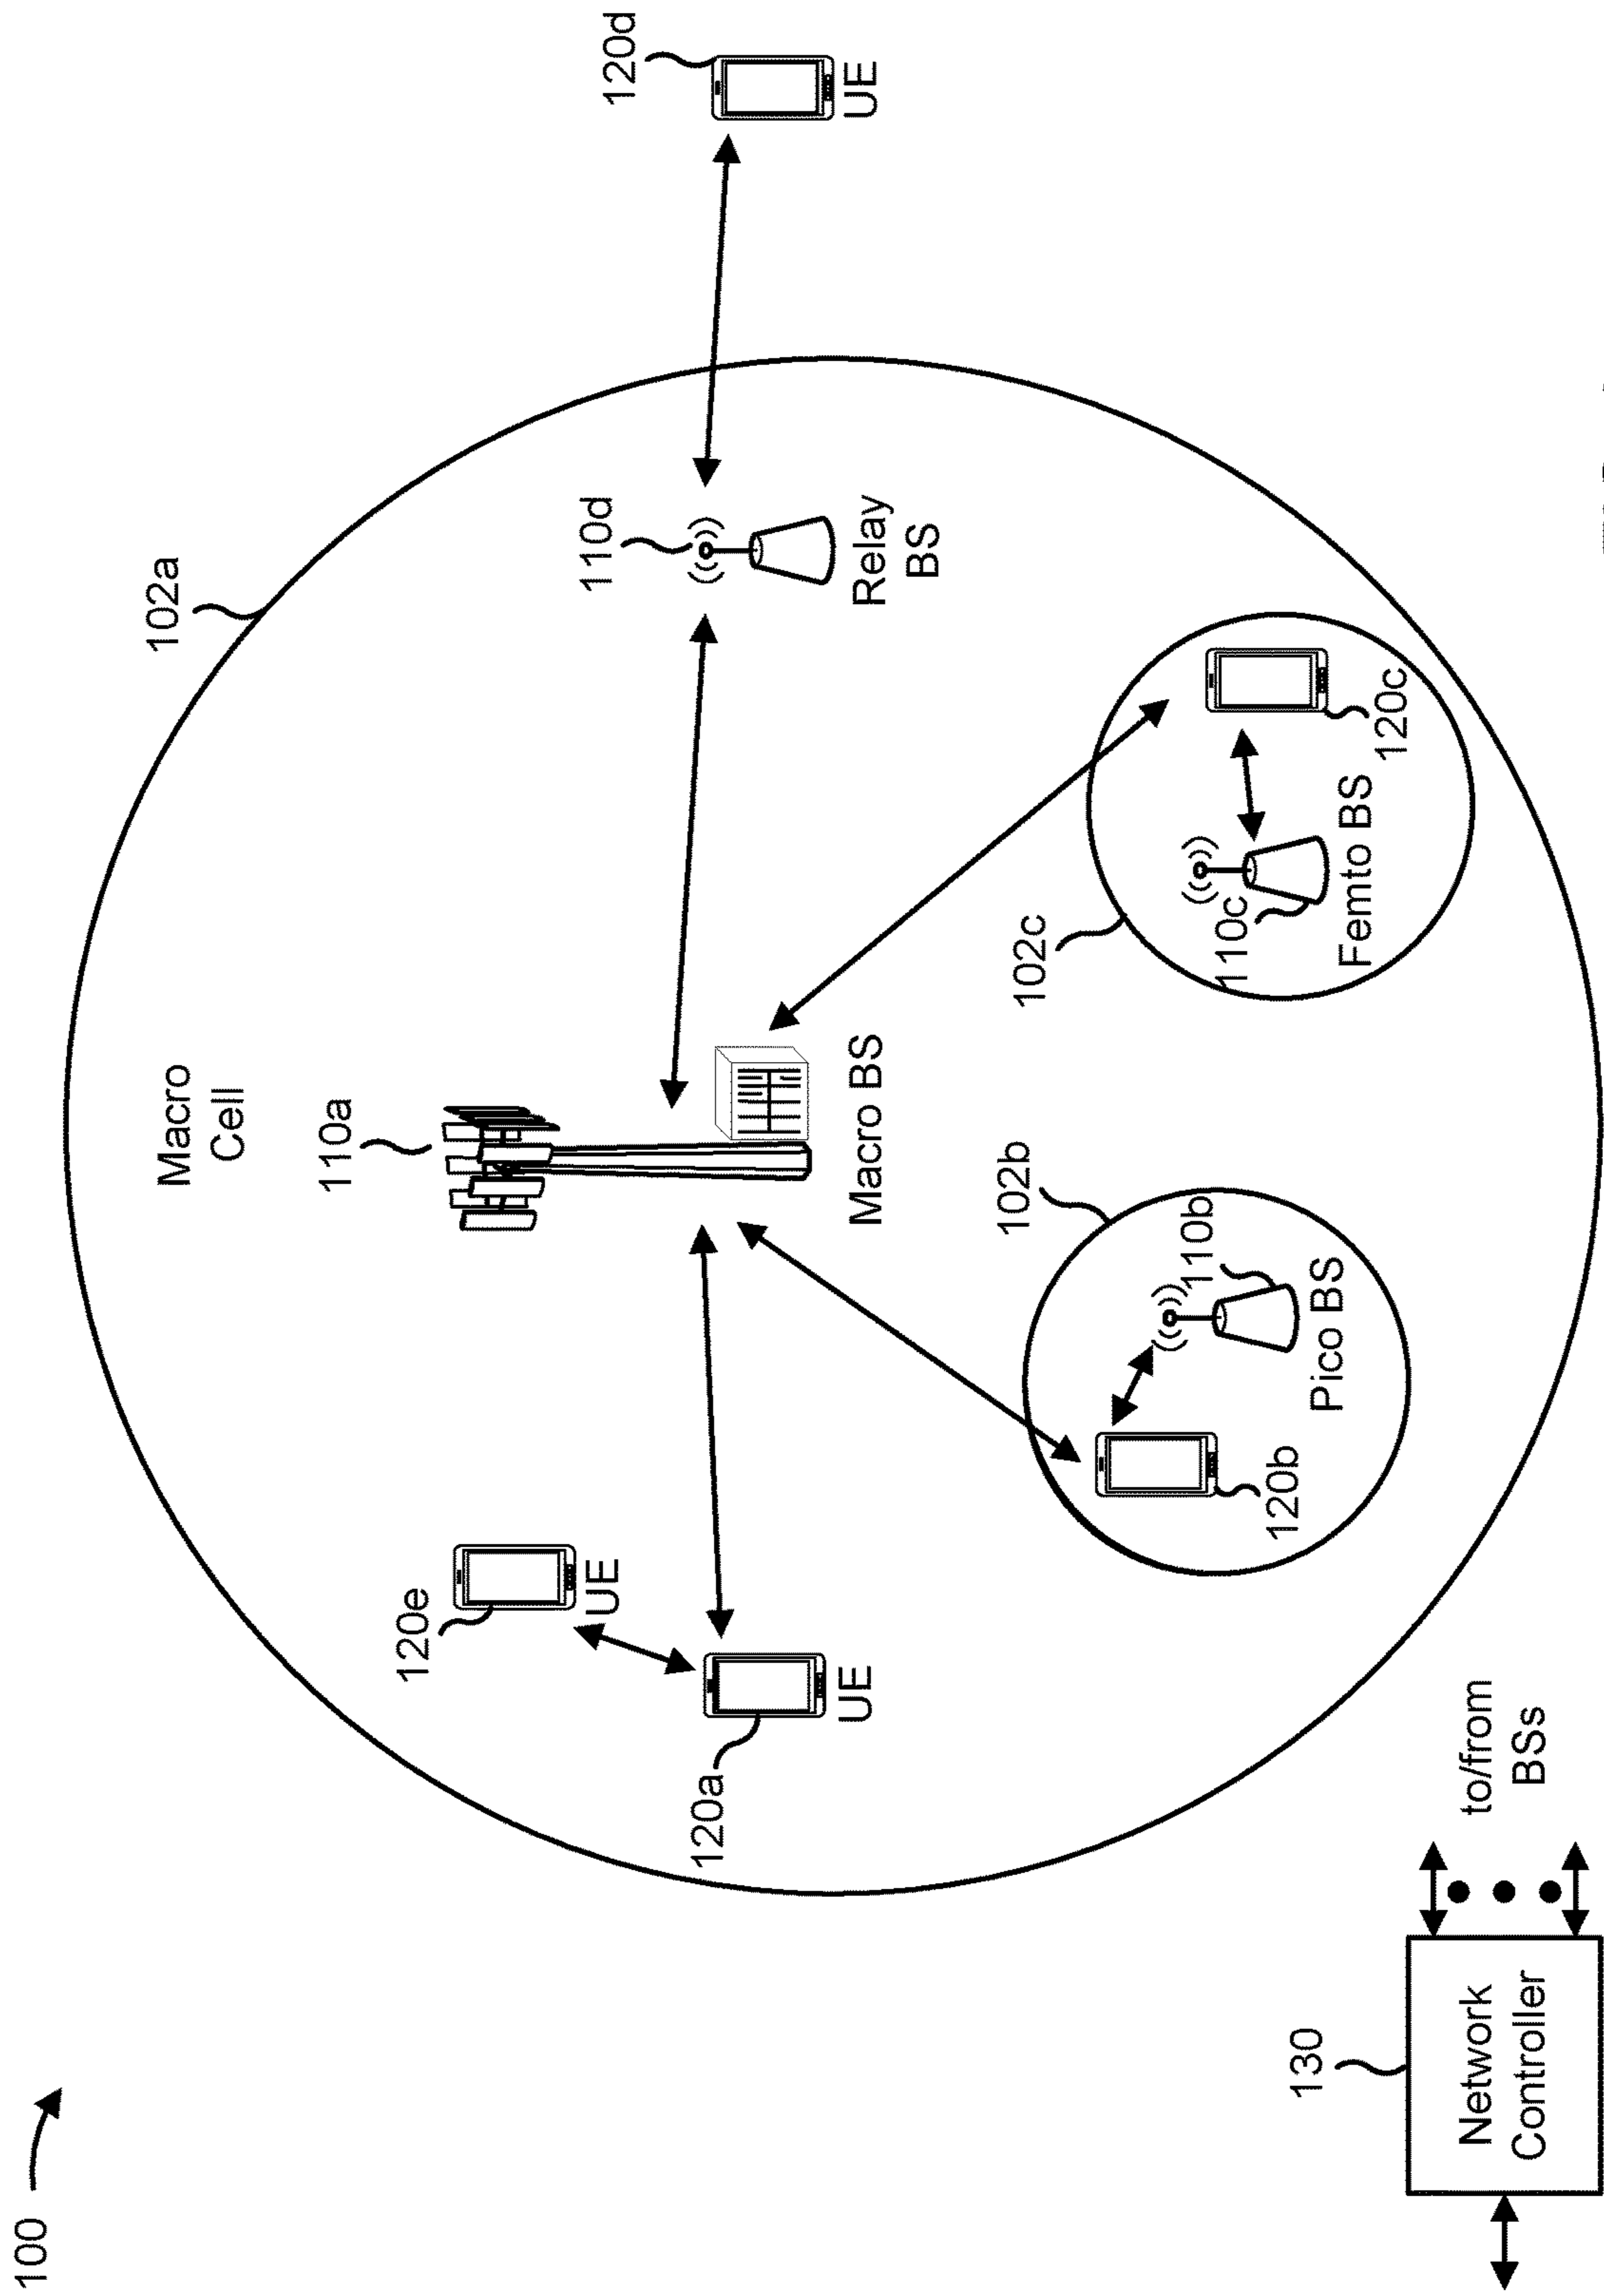 100
102a
Macro
Cell
110a
120d
UE
110d
Relay
BS
120e
UE
120a
UE
Macro BS
102b
102c
110b
Pico BS
120b
110c
Femto BS
120c
130
Network
Controller
to/from
BSs